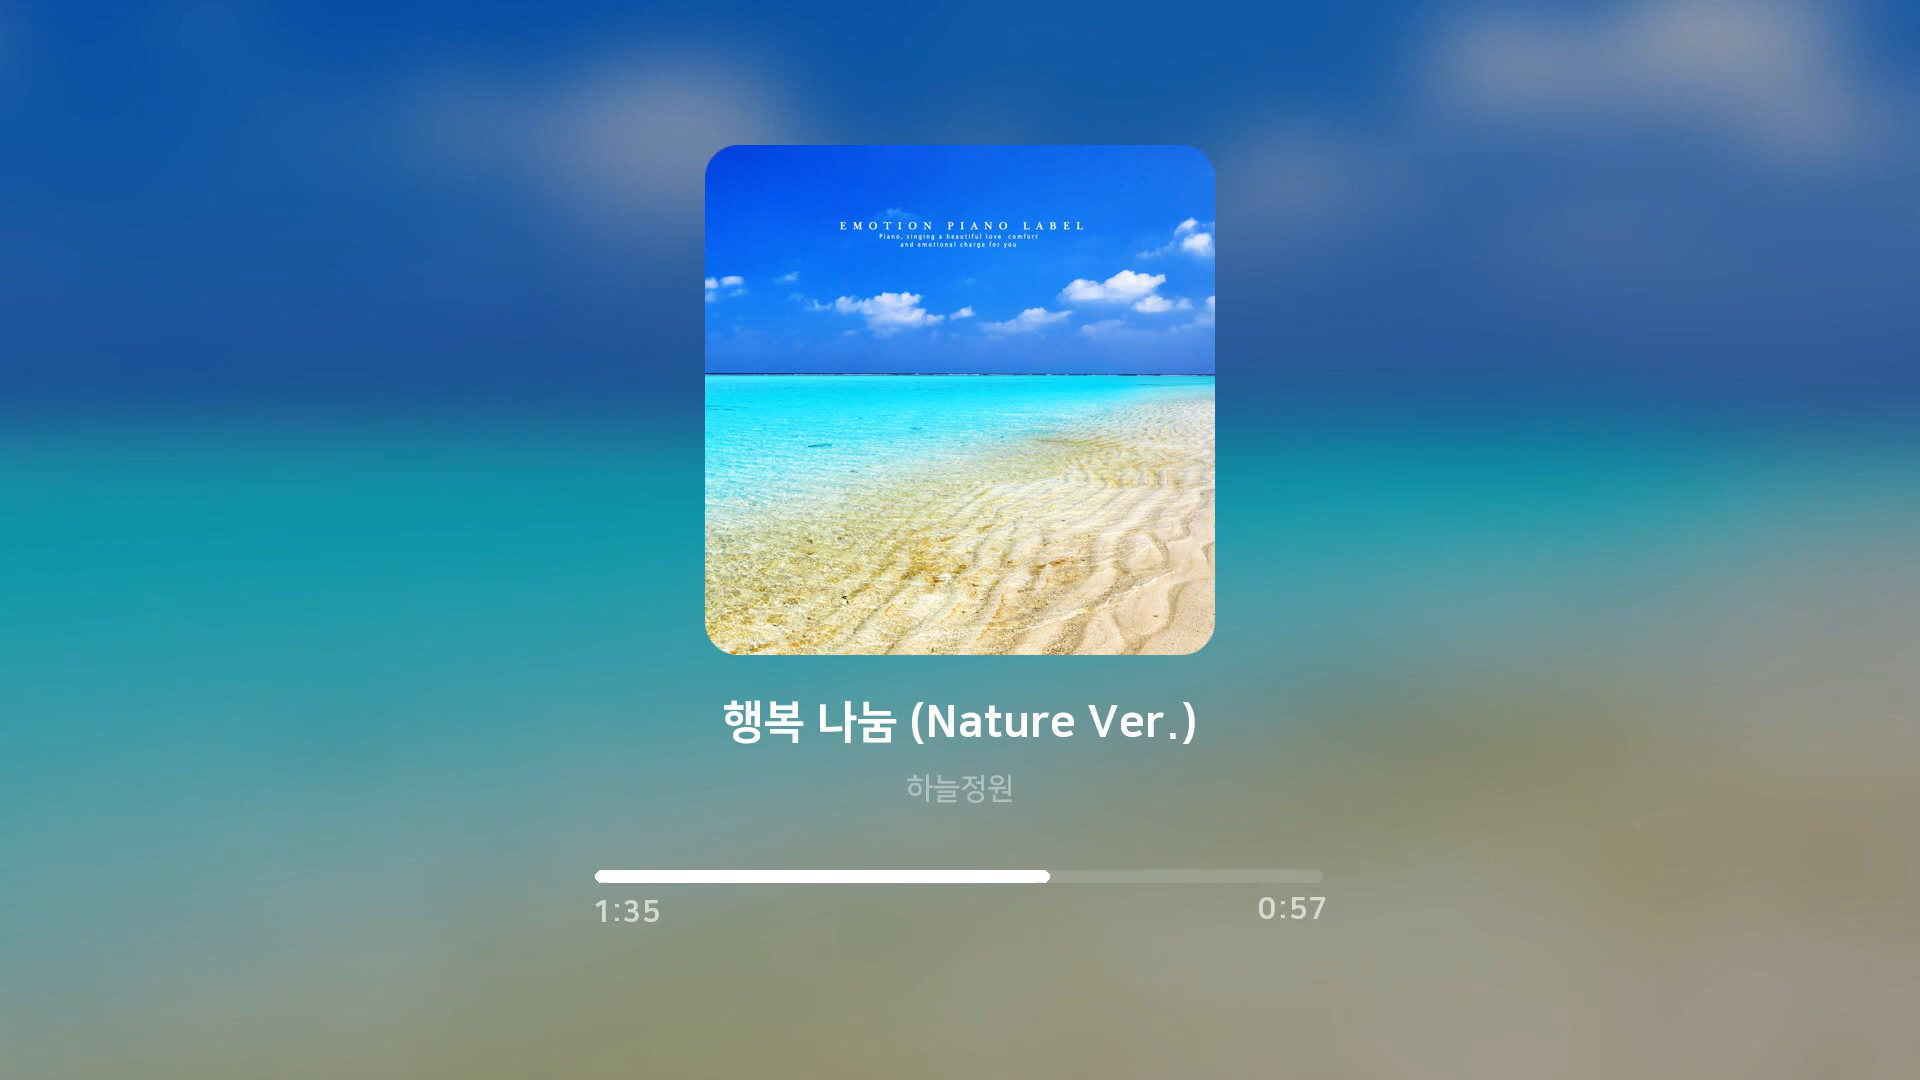 EMOTION PIANO LABEL
Piano, singing a beautiful love comfort
and emotional charge for you
행복 나눔 (Nature Ver.)
하늘정원
1:35
0:57